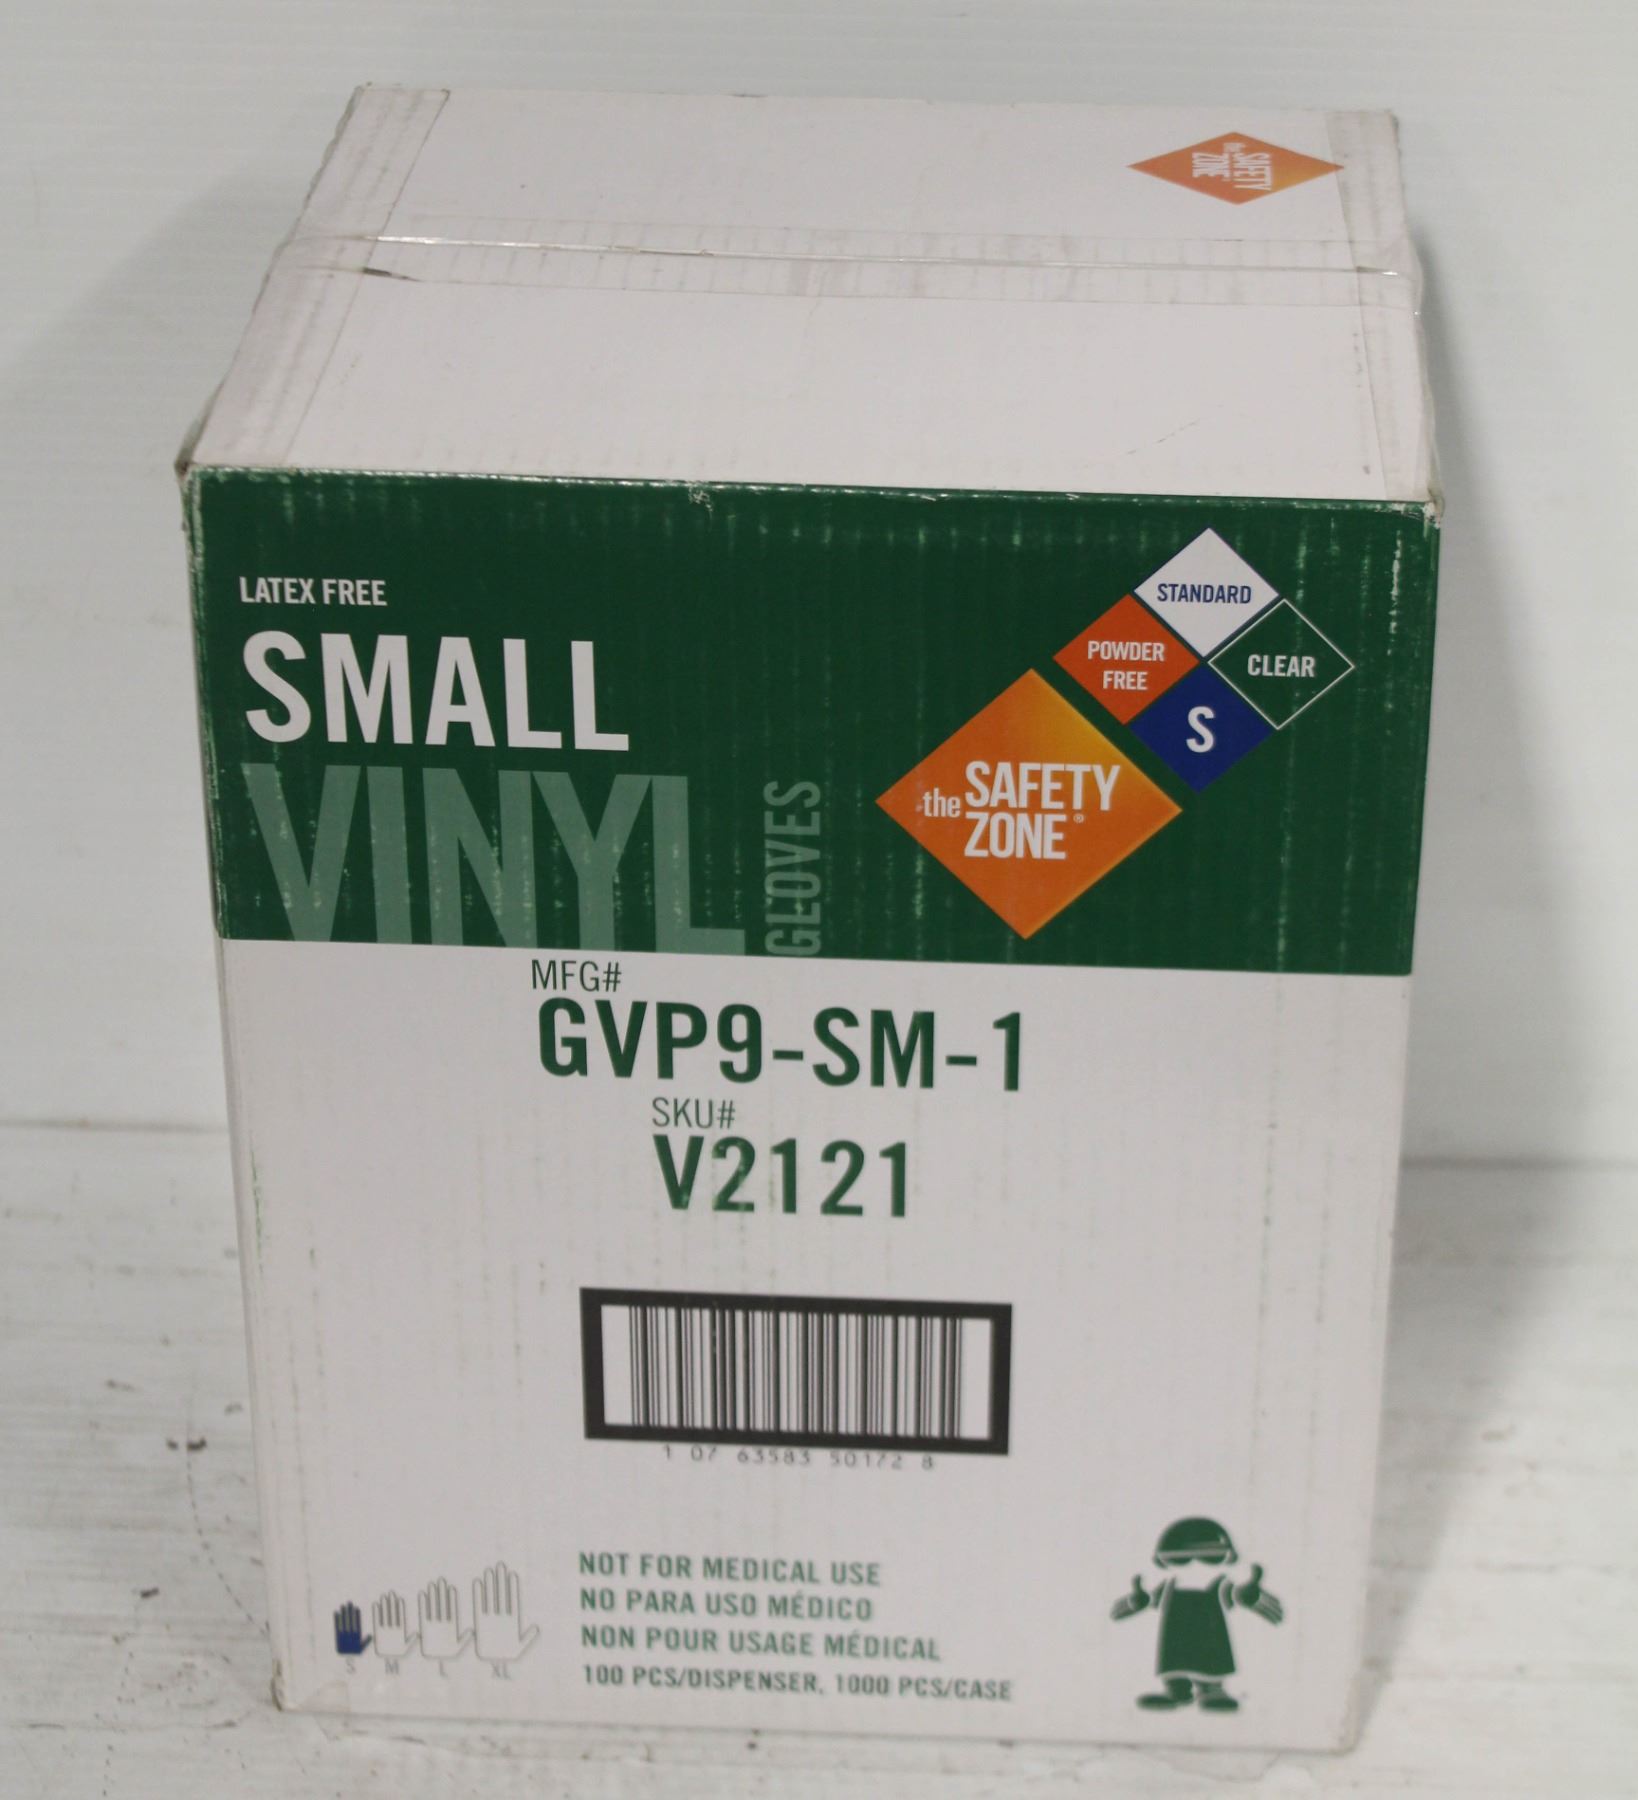 the SAFETY
ZONE
LATEX FREE
SMALL
VINYL
GLOVES
STANDARD
POWDER
FREE
CLEAR
S
the SAFETY
ZONE®
MFG#
GVP9-SM-1
SKU#
V2121
1 07 63583 50172 8
NOT FOR MEDICAL USE
NO PARA USO MÉDICO
NON POUR USAGE MÉDICAL
100 PCS/DISPENSER, 1000 PCS/CASE
S M L XL